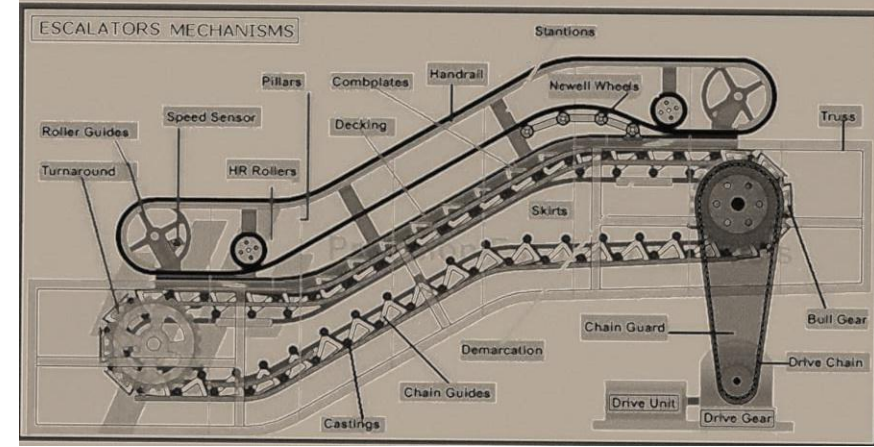 ESCALATORS MECHANISMS
Stantions
Pillars
Combplates
Handrail
Newell Wheels
Speed Sensor
Truss
Roller Guides
Decking
Turnaround
HR Rollers
Skirts
Bull Gear
Chain Guard
Demarcation
Drive Chain
Chain Guides
Drive Unit
Drive Gear
Castings